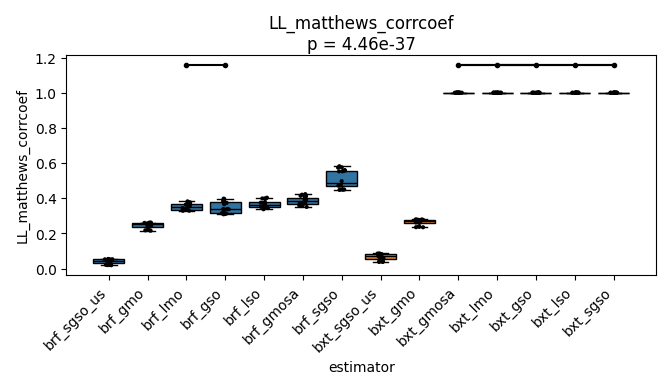 LL_matthews_corrcoef
p = 4.46e-37
LL_matthews_corrcoef
1.2
1.0
0.8
0.6
0.4
0.2
0.0
brf_sgso_us
brf_gmo
brf_lmo
brf_gso
brf_lso
brf_gmosa
brf_sgso
bxt_sgso_us
bxt_gmo
bxt_gmosa
bxt_lmo
bxt_gso
bxt_lso
bxt_sgso
estimator